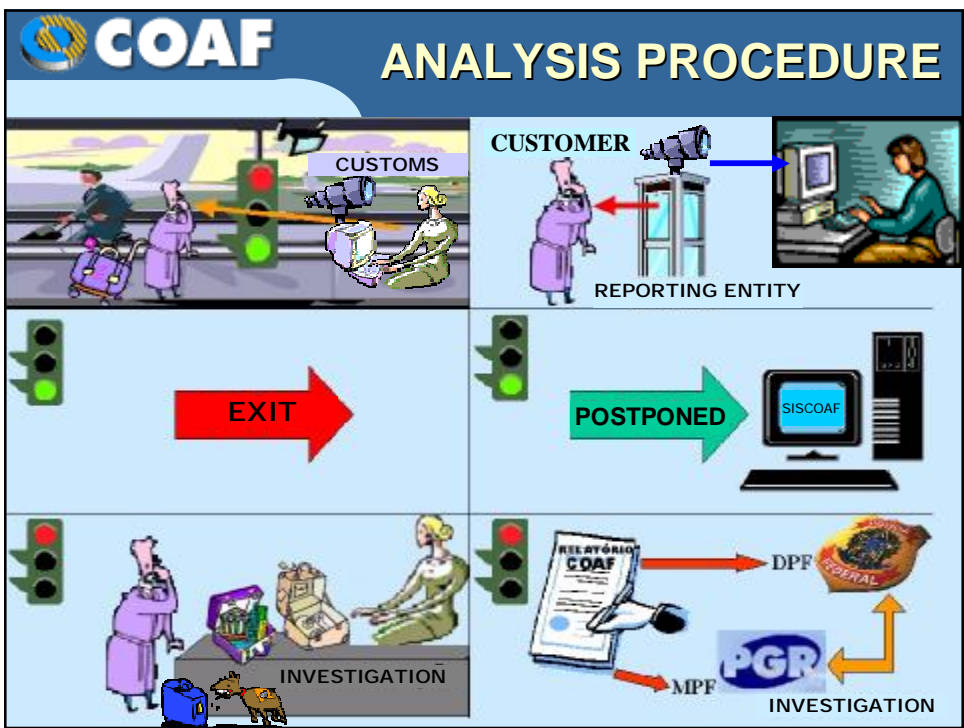 COAF
ANALYSIS PROCEDURE
CUSTOMS
CUSTOMER
REPORTING ENTITY
EXIT
POSTPONED
SISCOAF
INVESTIGATION
RELATÓRIO
COAF
DPF
FEDERAL
MPF
PGR
INVESTIGATION